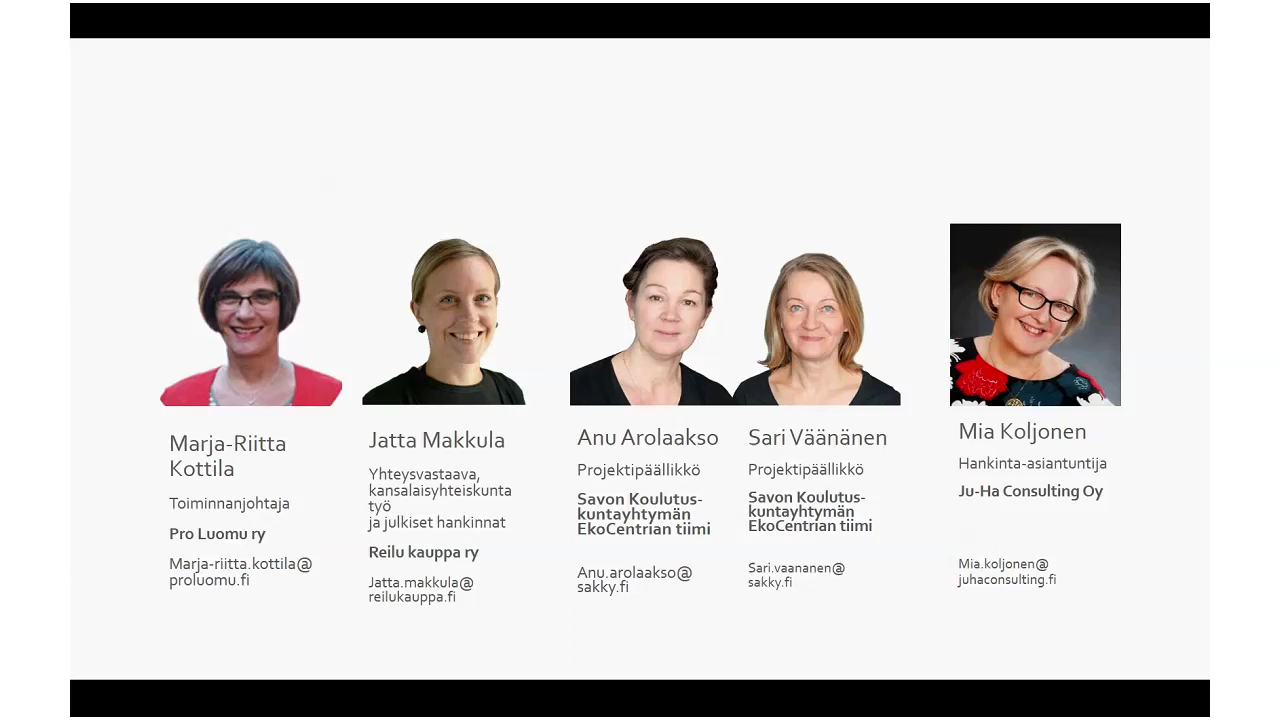 Marja-Riitta
Kottila
Toiminnanjohtaja
Pro Luomu ry
Marja-riitta.kottila@
proluomu.fi
Jatta Makkula
Yhteysvastaava,
kansalaisyhteiskunta
työ
ja julkiset hankinnat
Reilu kauppa ry
Jatta.makkula@
reilukauppa.fi
Anu Arolaakso
Projektipäällikkö
Savon Koulutus-
kuntayhtymän
EkoCentrian tiimi
Anu.arolaakso@
sakky.fi
Sari Väänänen
Projektipäällikkö
Savon Koulutus-
kuntayhtymän
EkoCentrian tiimi
Sari.vaananen@
sakky.fi
Mia Koljonen
Hankinta-asiantuntija
Ju-Ha Consulting Oy
Mia.koljonen@
juhaconsulting.fi